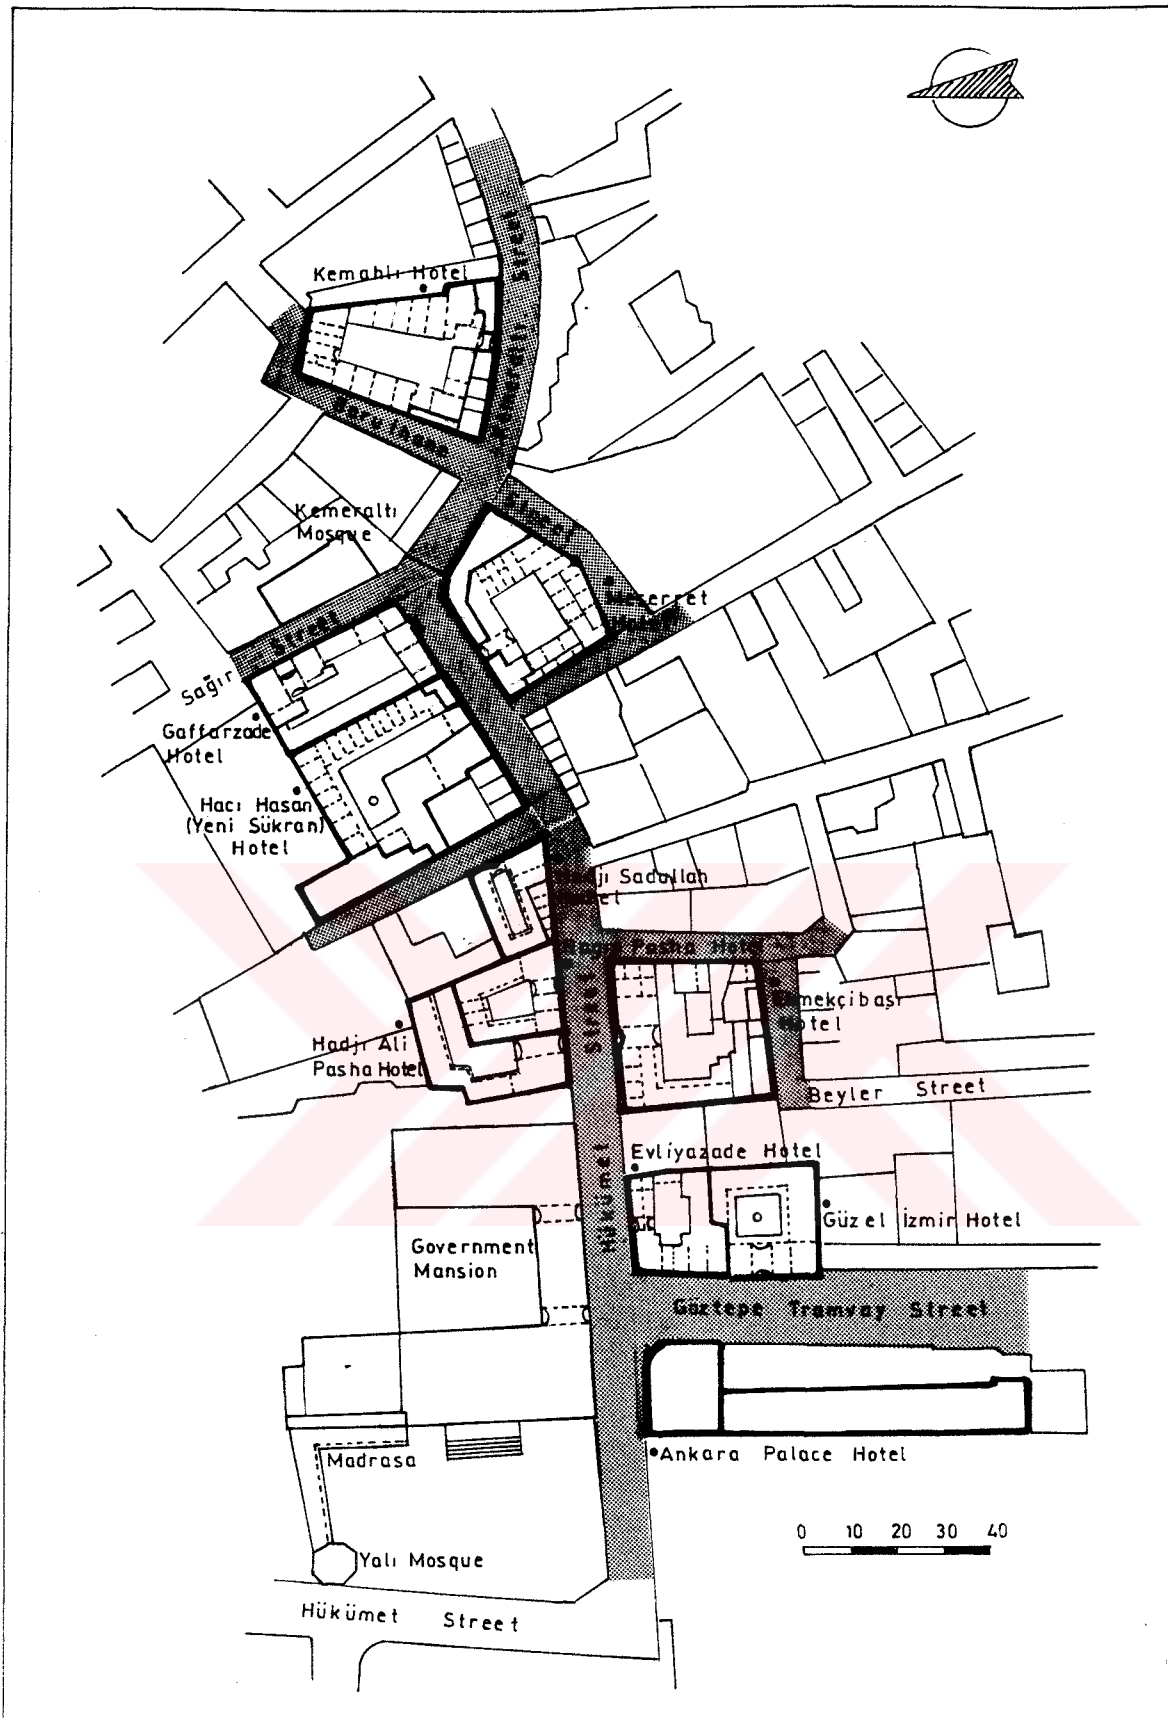 Kemahlı Hotel
Kemeraltı Street
Kemeraltı
Mosque
Street
Meserret
Hotel
Street
Gaffarzade
Hotel
Hacı Hasan
(Yeni Sükran)
Hotel
Hadjı Sadullah
Hotel
Pasha Hotel
Street
Hotel
Hadjı Ali
Pasha Hotel
Beyler Street
Evliyazade Hotel
Hükümet
Güzel İzmir Hotel
Government
Mansion
Göztepe Tramvay Street
Madrasa
Ankara Palace Hotel
0 10 20 30 40
Yalı Mosque
Hükümet Street